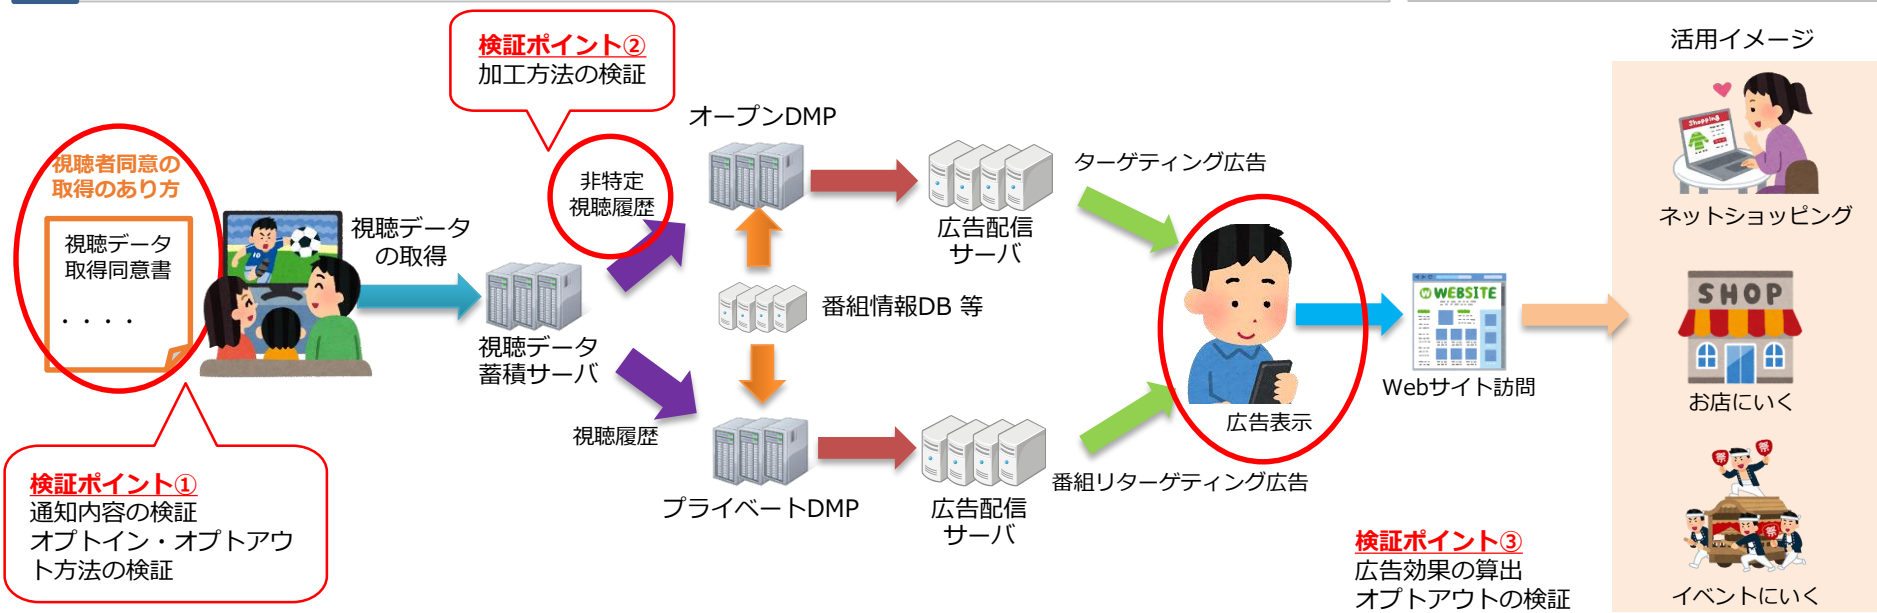 検証ポイント②
加工方法の検証
活用イメージ
視聴者同意の
取得のあり方
視聴データ
取得同意書
・・・・
視聴データ
の取得
非特定
視聴履歴
オープンDMP
広告配信
サーバ
ターゲティング広告
Shopping
ネットショッピング
視聴データ
蓄積サーバ
番組情報DB 等
WEBSITE
Webサイト訪問
SHOP
お店にいく
視聴履歴
プライベートDMP
広告配信
サーバ
番組リターゲティング広告
広告表示
検証ポイント①
通知内容の検証
オプトイン・オプトアウ
ト方法の検証
検証ポイント③
広告効果の算出
オプトアウトの検証
祭
祭
祭
祭
イベントにいく